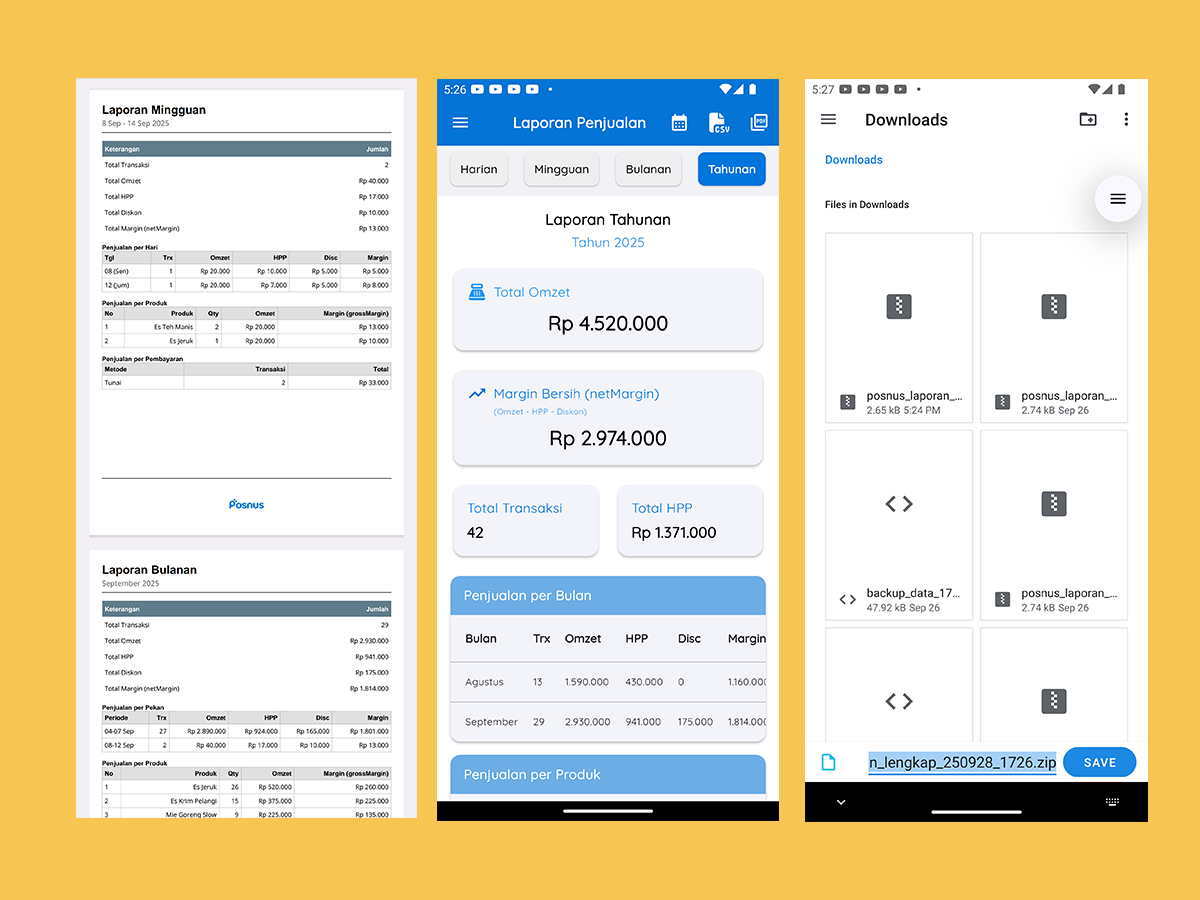 Laporan Mingguan
8 Sep - 14 Sep 2025
Keterangan Jumlah
Total Transaksi 2
Total Omzet Rp 40.000
Total HPP Rp 17.000
Total Diskon Rp 10.000
Total Margin (netMargin) Rp 13.000
Penjualan per Hari
Tgl Trx Omzet HPP Disc Margin
08 (Sen) 1 Rp 20.000 Rp 10.000 Rp 5.000 Rp 5.000
12 (Jum) 1 Rp 20.000 Rp 7.000 Rp 5.000 Rp 8.000
Penjualan per Produk
No Produk Qty Omzet Margin (grossMargin)
1 Es Teh Manis 2 Rp 20.000 Rp 13.000
2 Es Jeruk 1 Rp 20.000 Rp 10.000
Penjualan per Pembayaran
Metode Transaksi Total
Tunai 2 Rp 33.000
Posnus
Laporan Bulanan
September 2025
Keterangan Jumlah
Total Transaksi 29
Total Omzet Rp 2.930.000
Total HPP Rp 941.000
Total Diskon Rp 175.000
Total Margin (netMargin) Rp 1.814.000
Penjualan per Pekan
Periode Trx Omzet HPP Disc Margin
04-07 Sep 27 Rp 2.890.000 Rp 924.000 Rp 165.000 Rp 1.801.000
08-12 Sep 2 Rp 40.000 Rp 17.000 Rp 10.000 Rp 13.000
Penjualan per Produk
No Produk Qty Omzet Margin (grossMargin)
1 Es Jeruk 26 Rp 520.000 Rp 260.000
2 Es Krim Pelangi 15 Rp 375.000 Rp 225.000
3 Mie Goreng Slow 9 Rp 225.000 Rp 135.000
5:26
Laporan Penjualan CSV PDF
Harian Mingguan Bulanan Tahunan
Laporan Tahunan
Tahun 2025
Total Omzet
Rp 4.520.000
Margin Bersih (netMargin)
(Omzet - HPP - Diskon)
Rp 2.974.000
Total Transaksi
42
Total HPP
Rp 1.371.000
Penjualan per Bulan
Bulan Trx Omzet HPP Disc Margin
Agustus 13 1.590.000 430.000 0 1.160.000
September 29 2.930.000 941.000 175.000 1.814.000
Penjualan per Produk
5:27
Downloads
Downloads
Files in Downloads
posnus_laporan_...
2.65 kB 5:24 PM
posnus_laporan_...
2.74 kB Sep 26
backup_data_17...
47.92 kB Sep 26
posnus_laporan_...
2.74 kB Sep 26
n_lengkap_250928_1726.zip SAVE